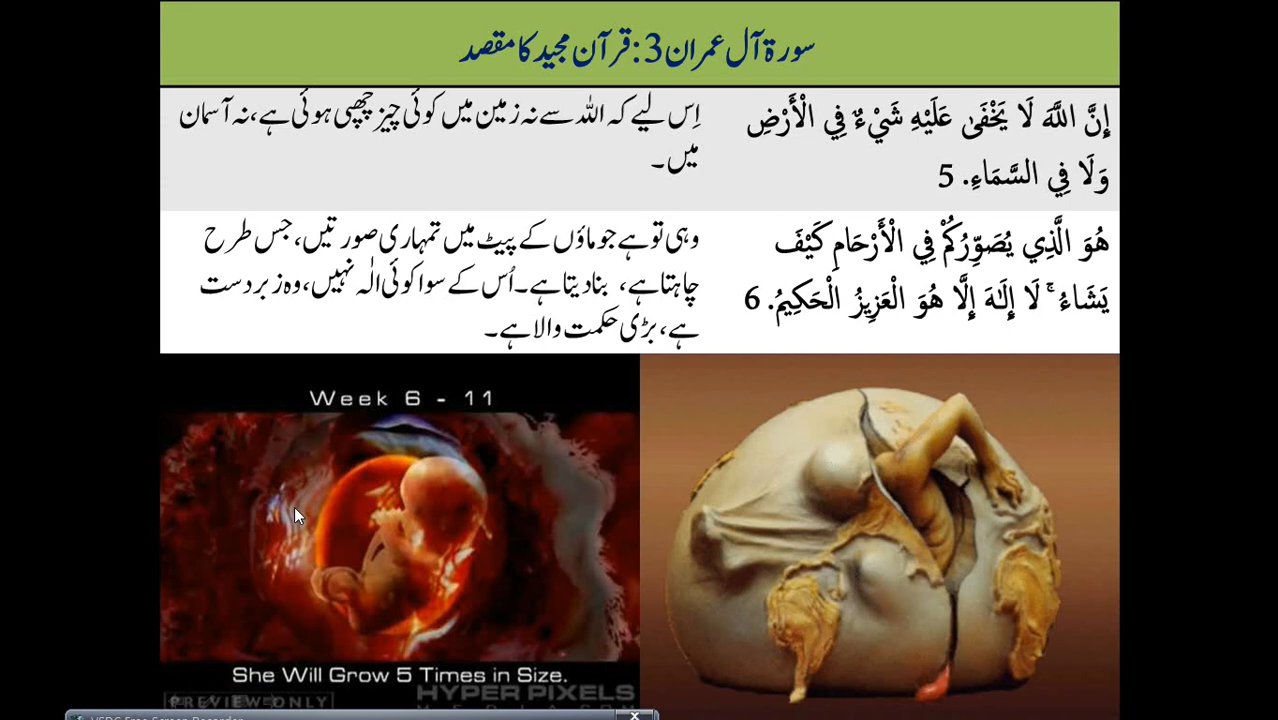 سورۃ آل عمران 3: قرآن مجید کا مقصد
إِنَّ اللَّهَ لَا يَخْفَىٰ عَلَيْهِ شَيْءٌ فِي الْأَرْضِ
وَلَا فِي السَّمَاءِ. 5
اِس لیے کہ اللہ سے نہ زمین میں کوئی چیز چھپی ہوئی ہے، نہ آسمان
میں۔
هُوَ الَّذِي يُصَوِّرُكُمْ فِي الْأَرْحَامِ كَيْفَ
يَشَاءُ ۚ لَا إِلَـٰهَ إِلَّا هُوَ الْعَزِيزُ الْحَكِيمُ. 6
وہی تو ہے جو ماؤں کے پیٹ میں تمہاری صورتیں، جس طرح
چاہتا ہے، بنا دیتا ہے۔ اُس کے سوا کوئی الٰہ نہیں، وہ زبردست
ہے، بڑی حکمت والا ہے۔
Week 6 - 11
She Will Grow 5 Times in Size.
PREVIEW ONLY
HYPER PIXELS
MEDIA